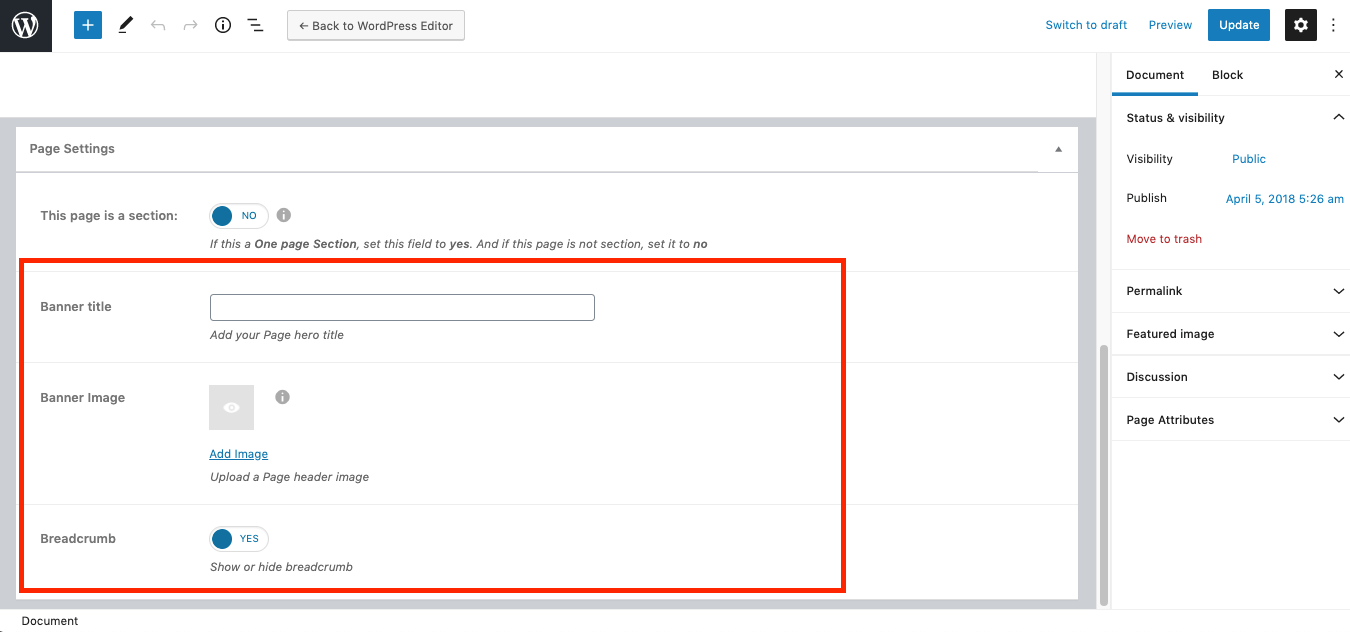 ← Back to WordPress Editor
Switch to draft
Preview
Update
Document
Block
Status & visibility
Visibility
Public
Publish
April 5, 2018 5:26 am
Move to trash
Permalink
Featured image
Discussion
Page Attributes
Page Settings
This page is a section:
NO
If this a One page Section, set this field to yes. And if this page is not section, set it to no
Banner title
Add your Page hero title
Banner Image
Add Image
Upload a Page header image
Breadcrumb
YES
Show or hide breadcrumb
Document